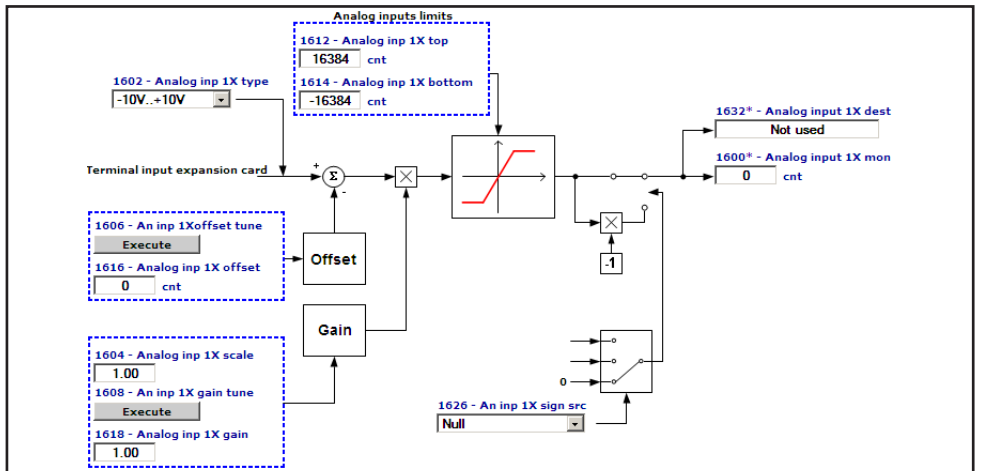 Analog inputs limits
1612 - Analog inp 1X top
16384 cnt
1614 - Analog inp 1X bottom
-16384 cnt
1602 - Analog inp 1X type
-10V..+10V
1632* - Analog input 1X dest
Not used
1600* - Analog input 1X mon
0 cnt
Terminal input expansion card
+
Σ
-
×
1606 - An inp 1Xoffset tune
Execute
1616 - Analog inp 1X offset
0 cnt
Offset
×
-1
Gain
1604 - Analog inp 1X scale
1.00
1608 - An inp 1X gain tune
Execute
1618 - Analog inp 1X gain
1.00
0
1626 - An inp 1X sign src
Null